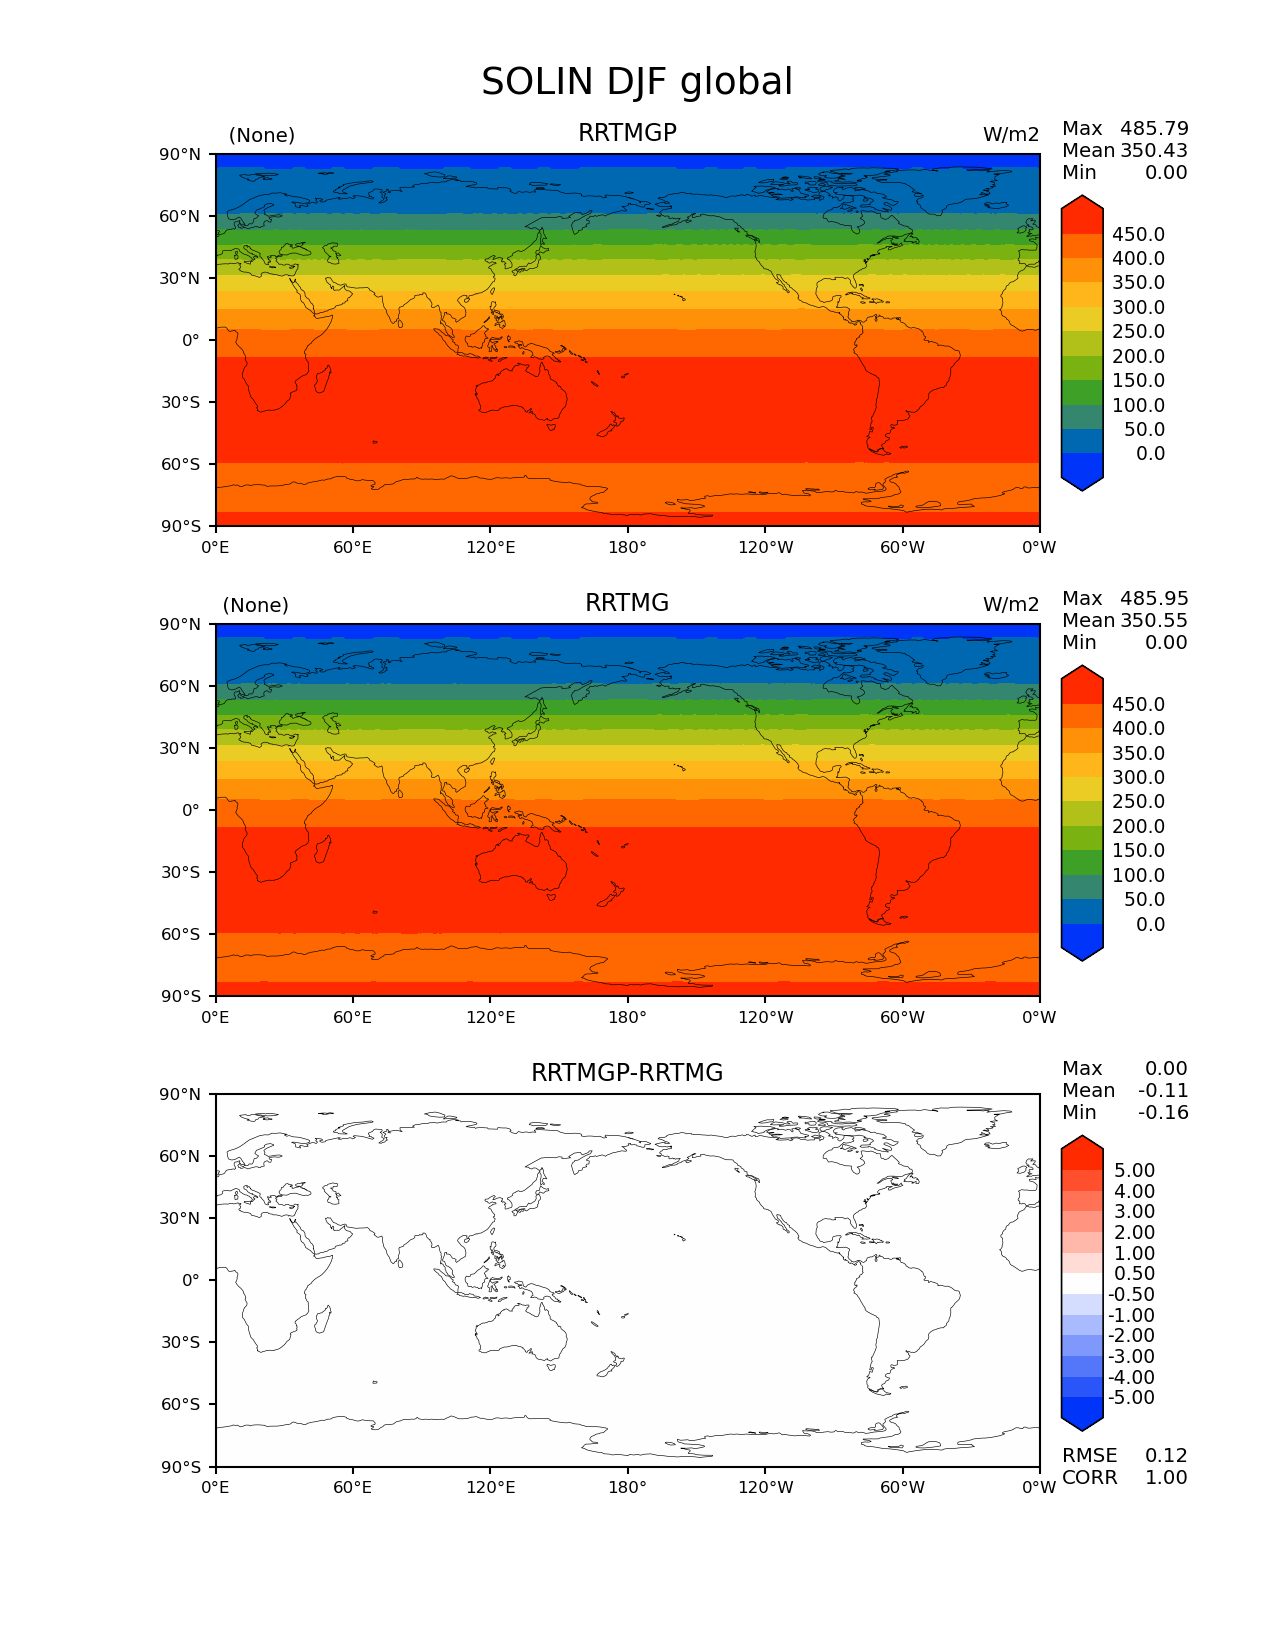 SOLIN DJF global
(None) RRTMGP W/m2
Max 485.79
Mean 350.43
Min 0.00
90°N
60°N
30°N
0°
30°S
60°S
90°S
0°E 60°E 120°E 180° 120°W 60°W 0°W
450.0
400.0
350.0
300.0
250.0
200.0
150.0
100.0
50.0
0.0
(None) RRTMG W/m2
Max 485.95
Mean 350.55
Min 0.00
90°N
60°N
30°N
0°
30°S
60°S
90°S
0°E 60°E 120°E 180° 120°W 60°W 0°W
450.0
400.0
350.0
300.0
250.0
200.0
150.0
100.0
50.0
0.0
RRTMGP-RRTMG
Max 0.00
Mean -0.11
Min -0.16
90°N
60°N
30°N
0°
30°S
60°S
90°S
0°E 60°E 120°E 180° 120°W 60°W 0°W
5.00
4.00
3.00
2.00
1.00
0.50
-0.50
-1.00
-2.00
-3.00
-4.00
-5.00
RMSE 0.12
CORR 1.00